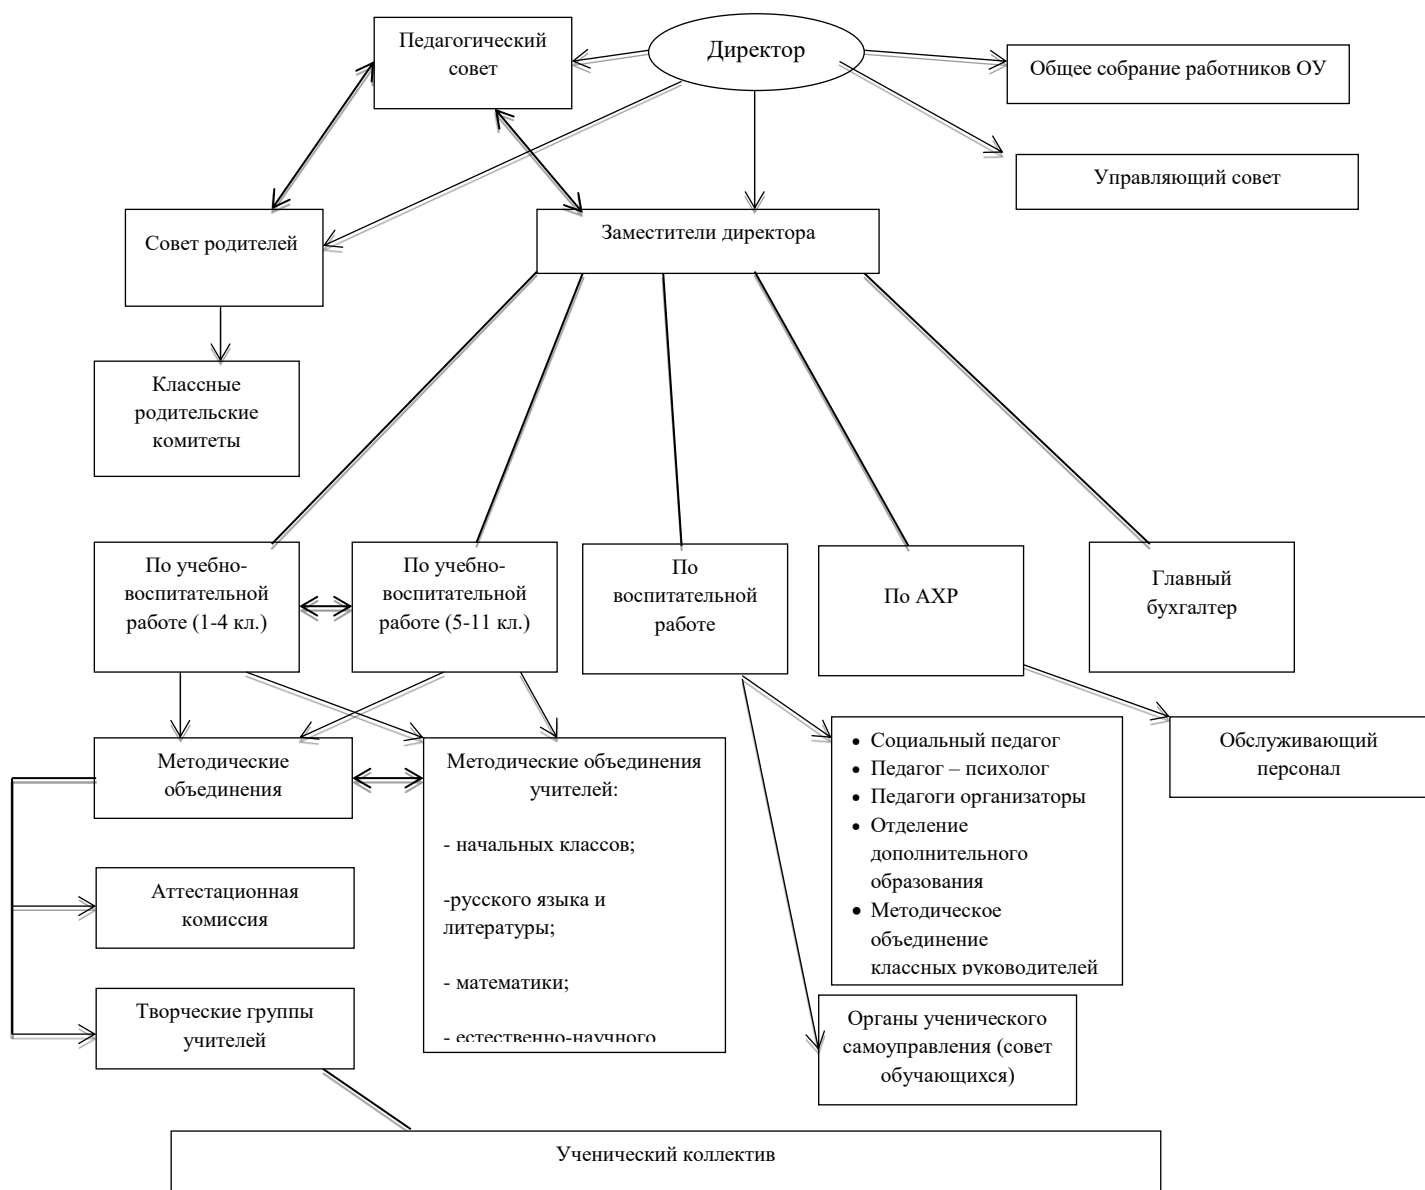 Педагогический
совет
Директор
Общее собрание работников ОУ
Управляющий совет
Совет родителей
Заместители директора
Классные
родительские
комитеты
По учебно-
воспитательной
работе (1-4 кл.)
По учебно-
воспитательной
работе (5-11 кл.)
По
воспитательной
работе
По АХР
Главный
бухгалтер
Методические
объединения
Методические объединения
учителей:
- начальных классов;
-русского языка и
литературы;
- математики;
- естественно-научного
• Социальный педагог
• Педагог – психолог
• Педагоги организаторы
• Отделение
дополнительного
образования
• Методическое
объединение
классных руководителей
Обслуживающий
персонал
Аттестационная
комиссия
Творческие группы
учителей
Органы ученического
самоуправления (совет
обучающихся)
Ученический коллектив